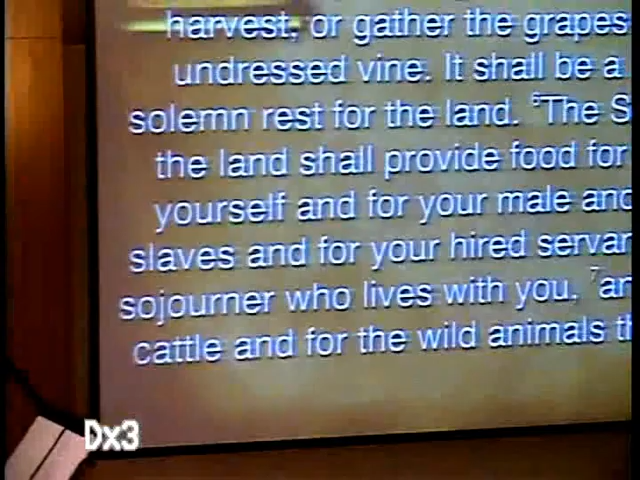 harvest, or gather the grapes
undressed vine. It shall be a
solemn rest for the land. 6The S
the land shall provide food for
yourself and for your male and
slaves and for your hired servan
sojourner who lives with you, 7an
cattle and for the wild animals t
Dx3